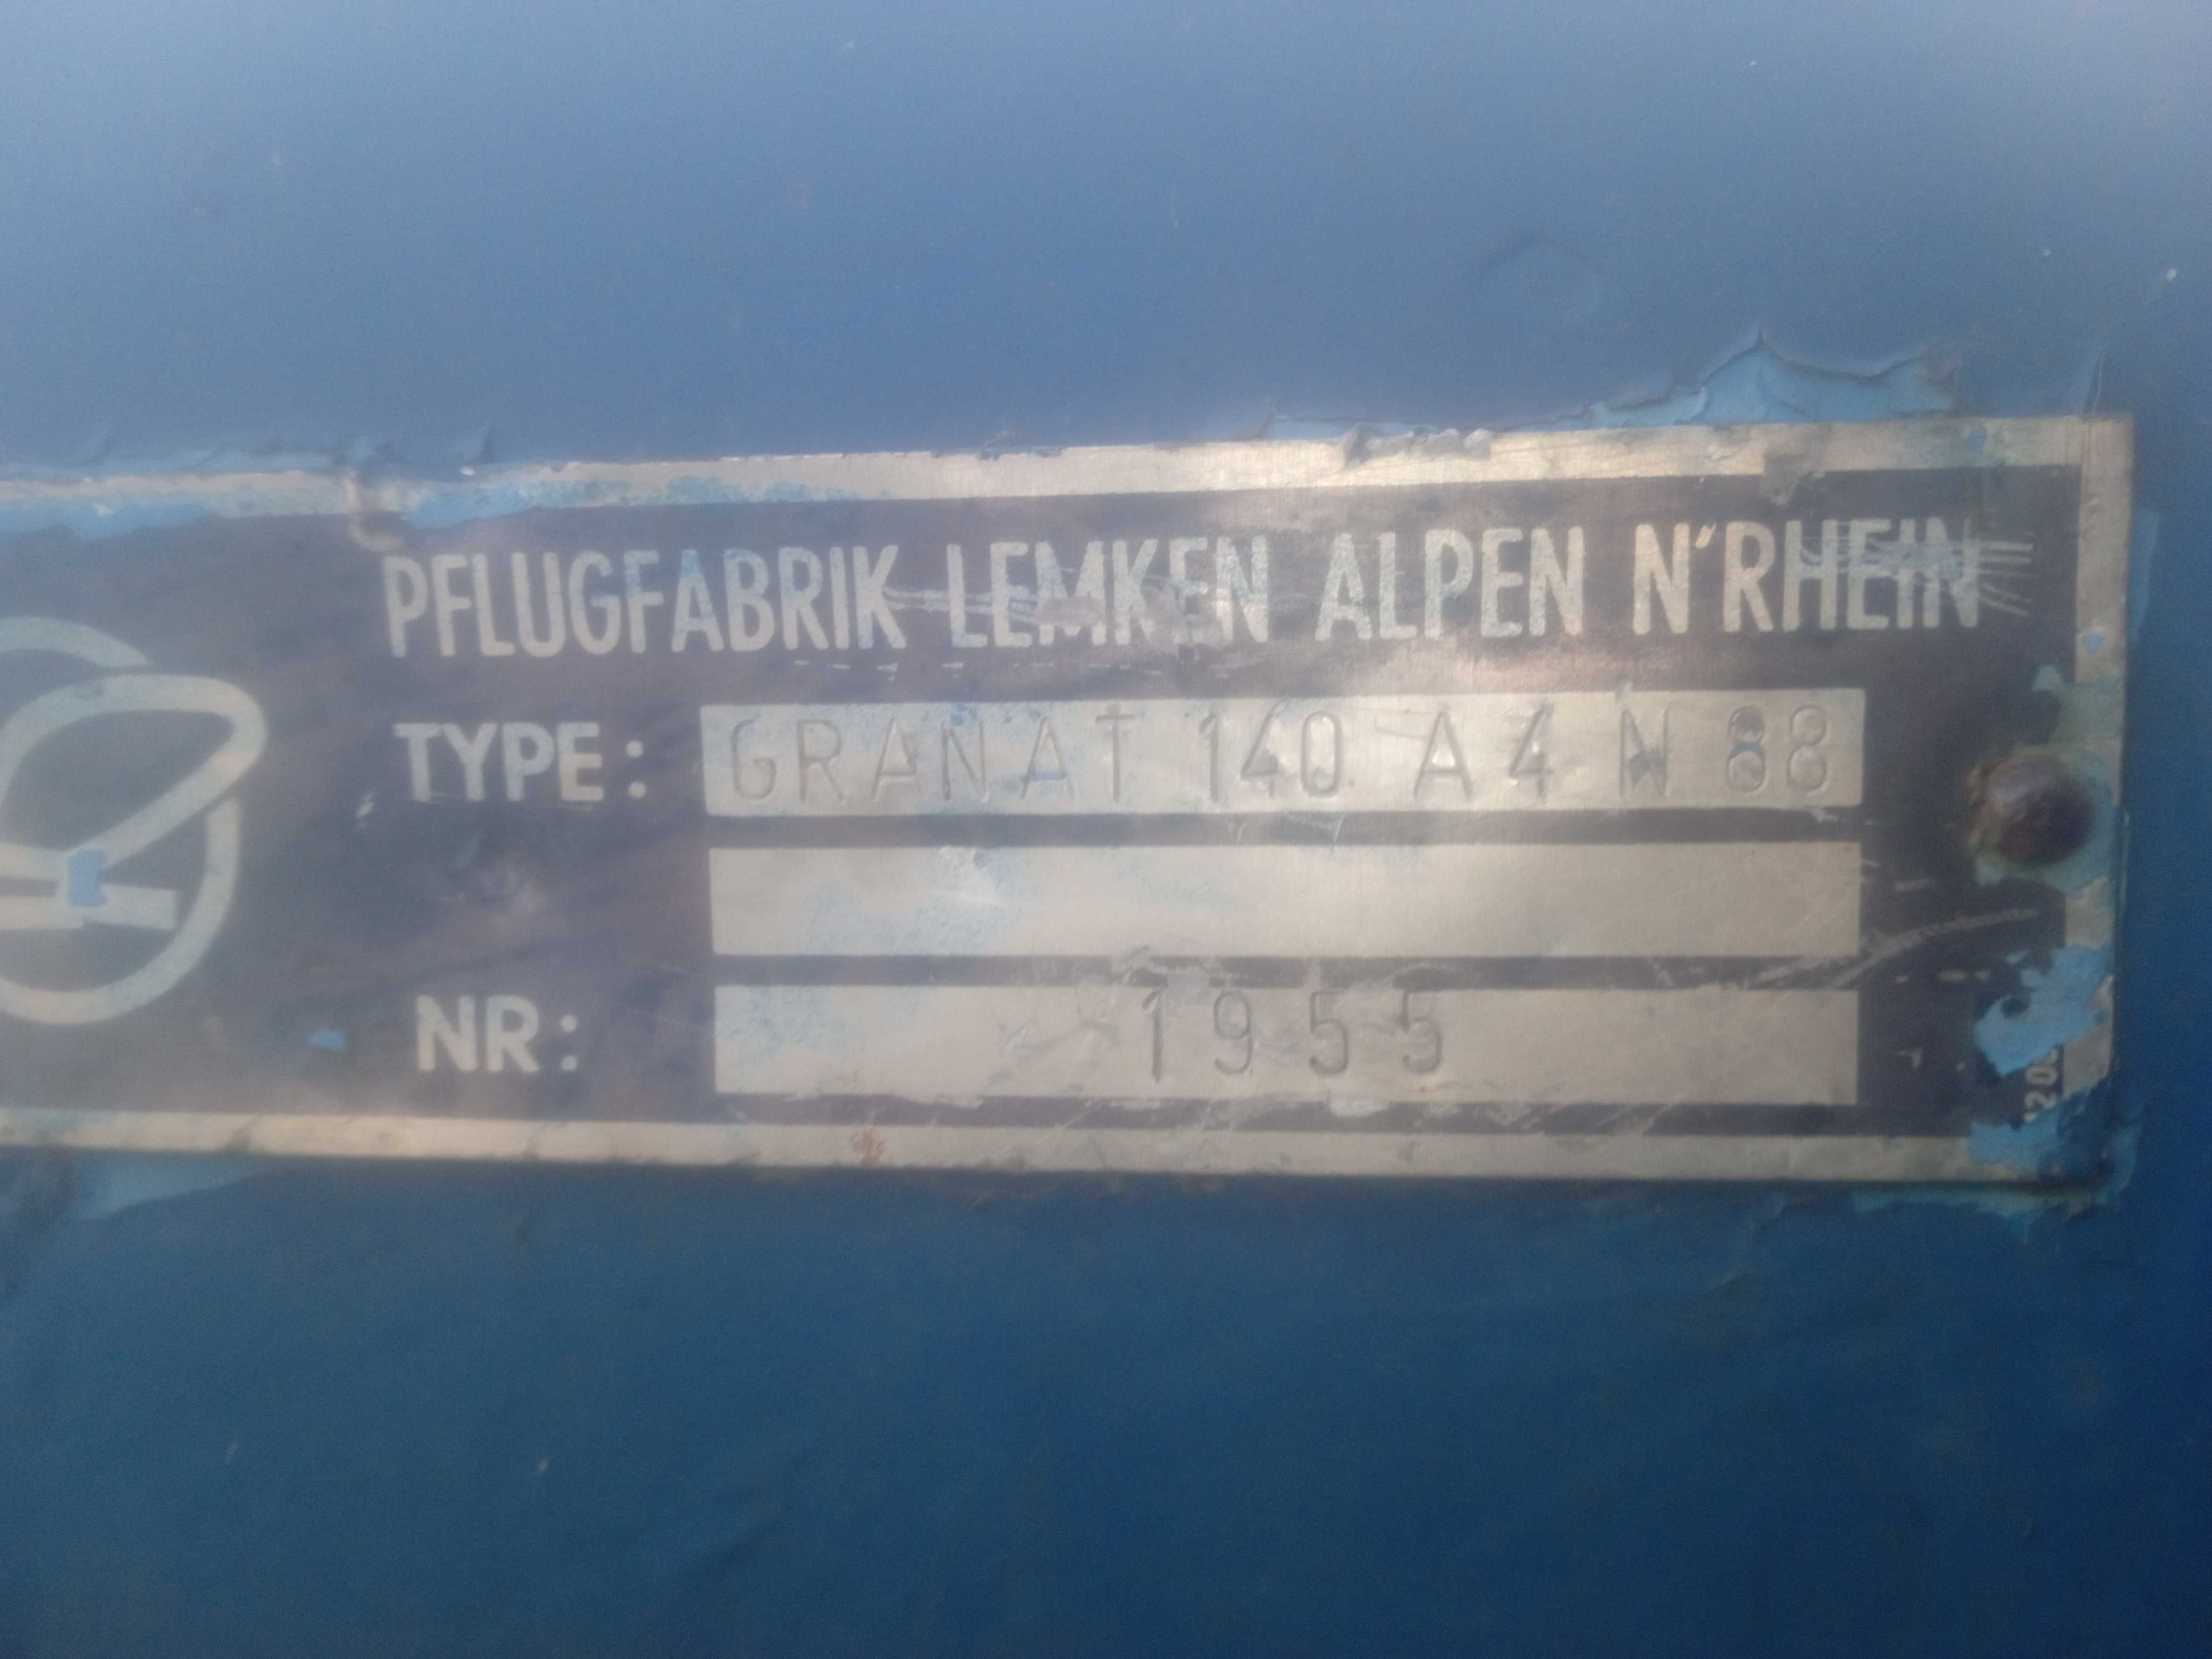 PFLUGFABRIK LEMKEN ALPEN N'RHEIN
TYPE: GRANAT 140 A 4 N 88
NR: 1955